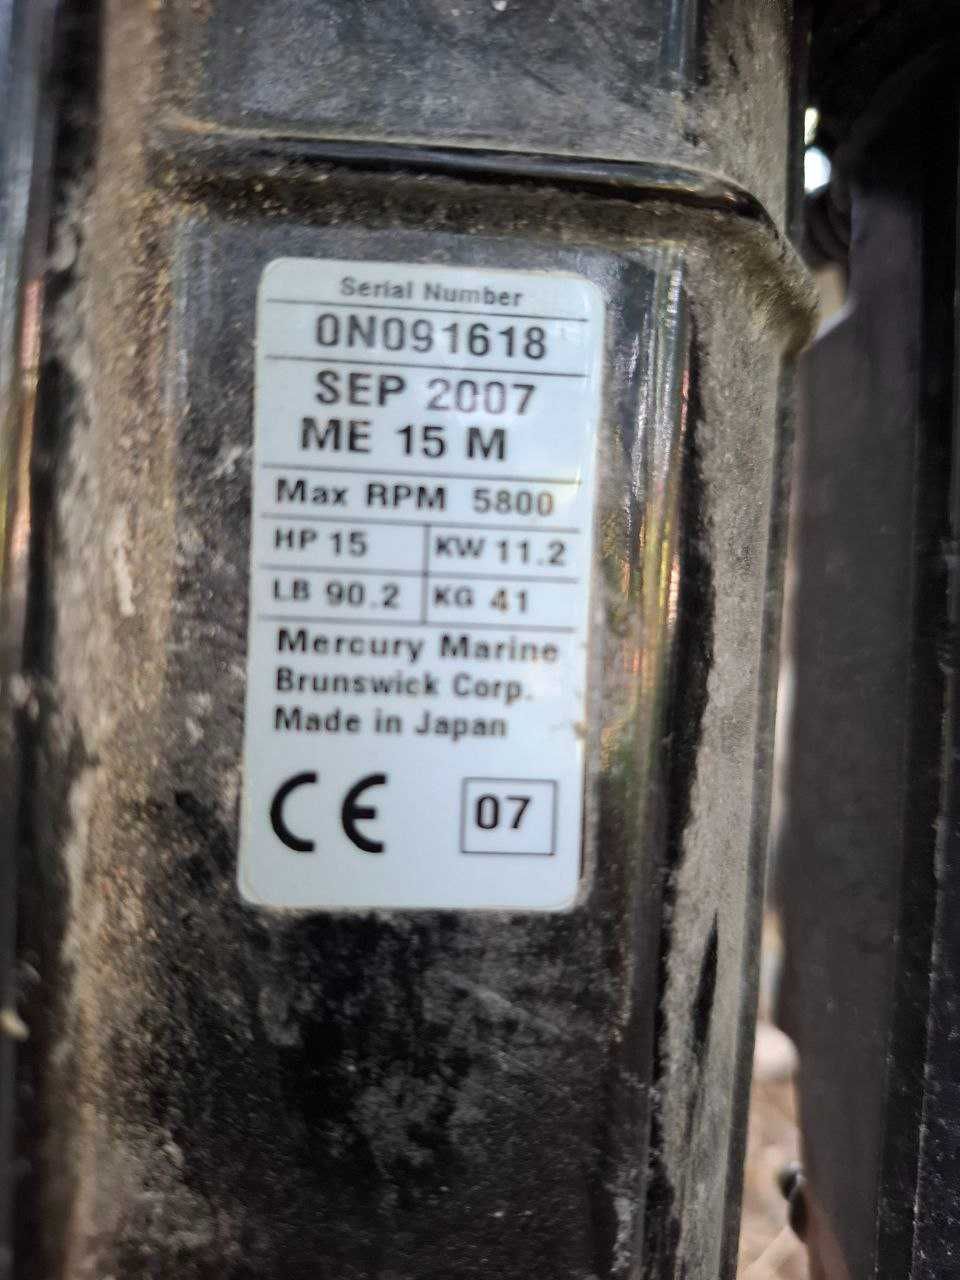 Serial Number
0N091618
SEP 2007
ME 15 M
Max RPM 5800
HP 15 KW 11.2
LB 90.2 KG 41
Mercury Marine
Brunswick Corp.
Made in Japan
CE 07